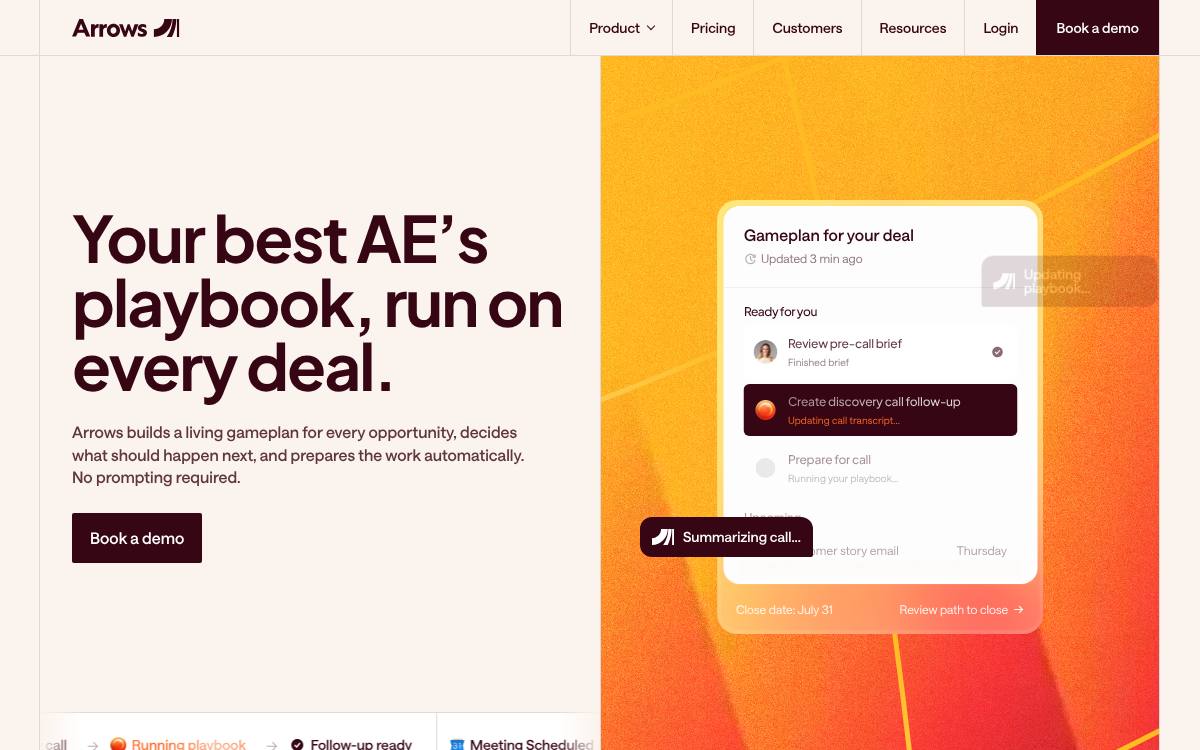 Arrows
Product
Pricing
Customers
Resources
Login
Book a demo
Your best AE’s
playbook, run on
every deal.
Arrows builds a living gameplan for every opportunity, decides
what should happen next, and prepares the work automatically.
No prompting required.
Book a demo
call → Running playbook → Follow-up ready
Meeting Scheduled
Gameplan for your deal
Updated 3 min ago
Updating
playbook...
Ready for you
Review pre-call brief
Finished brief
Create discovery call follow-up
Updating call transcript...
Prepare for call
Running your playbook...
Upcoming
Summarizing call...
omer story email
Thursday
Close date: July 31
Review path to close →